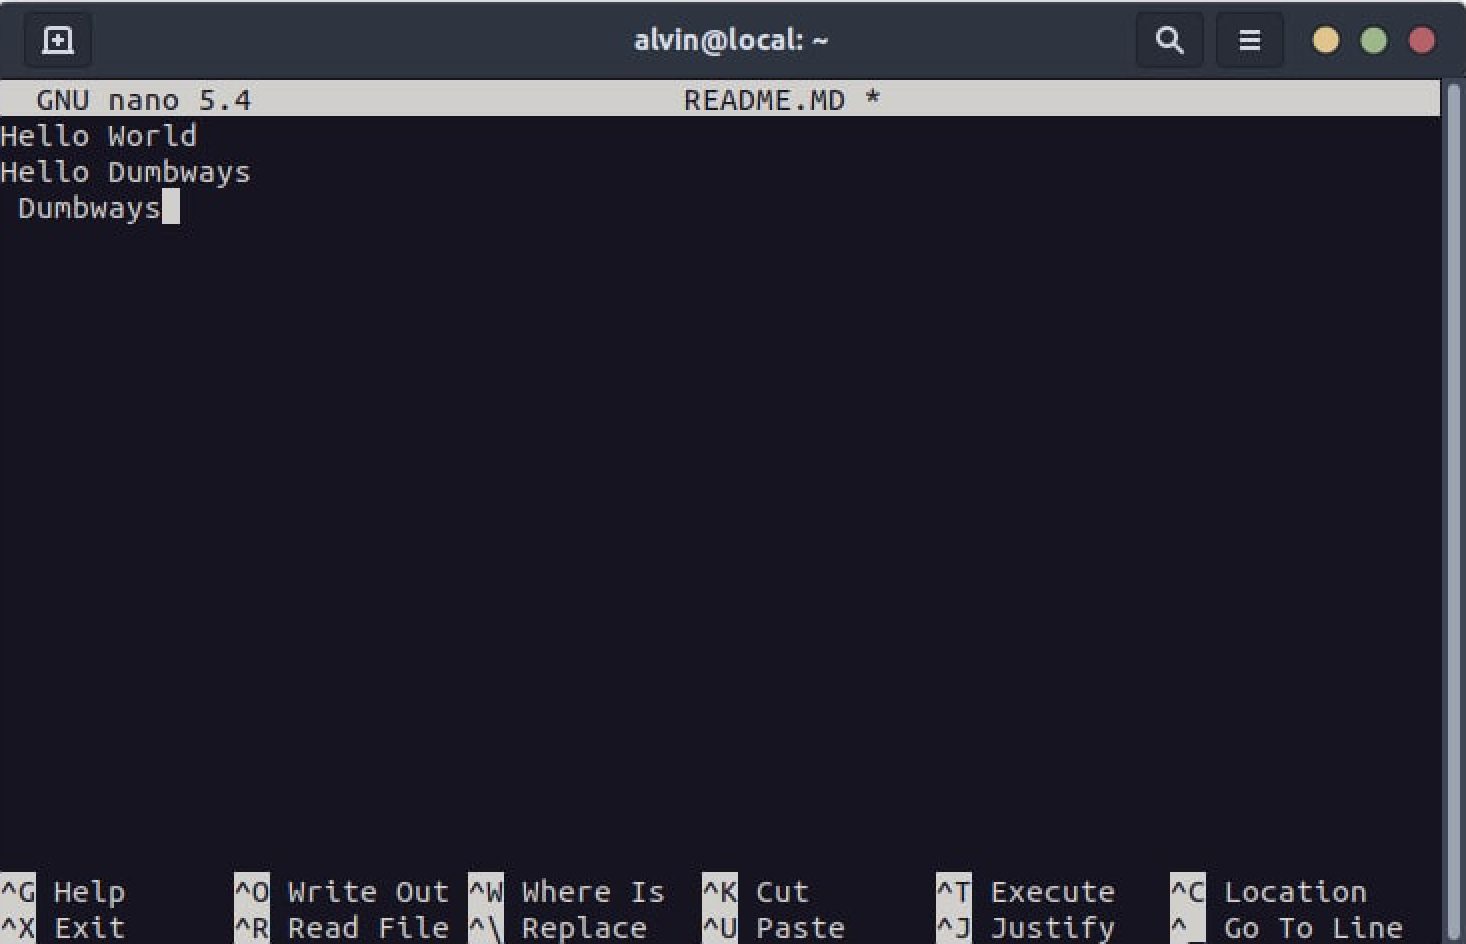 alvin@local: ~
GNU nano 5.4 README.MD *
Hello World
Hello Dumbways
 Dumbways
^G Help ^O Write Out ^W Where Is ^K Cut ^T Execute ^C Location
^X Exit ^R Read File ^\ Replace ^U Paste ^J Justify ^_ Go To Line